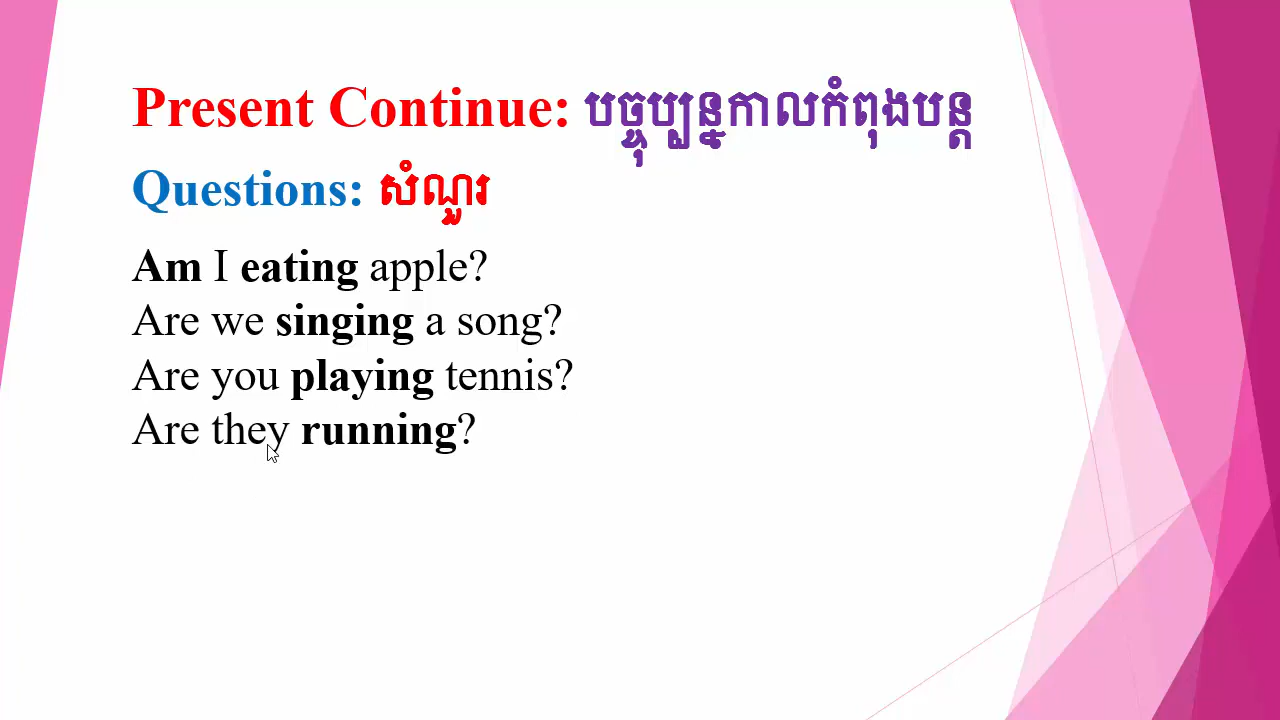 Present Continue: បច្ចុប្បន្នកាលកំពុងបន្ត
Questions: សំណួរ
Am I eating apple?
Are we singing a song?
Are you playing tennis?
Are they running?